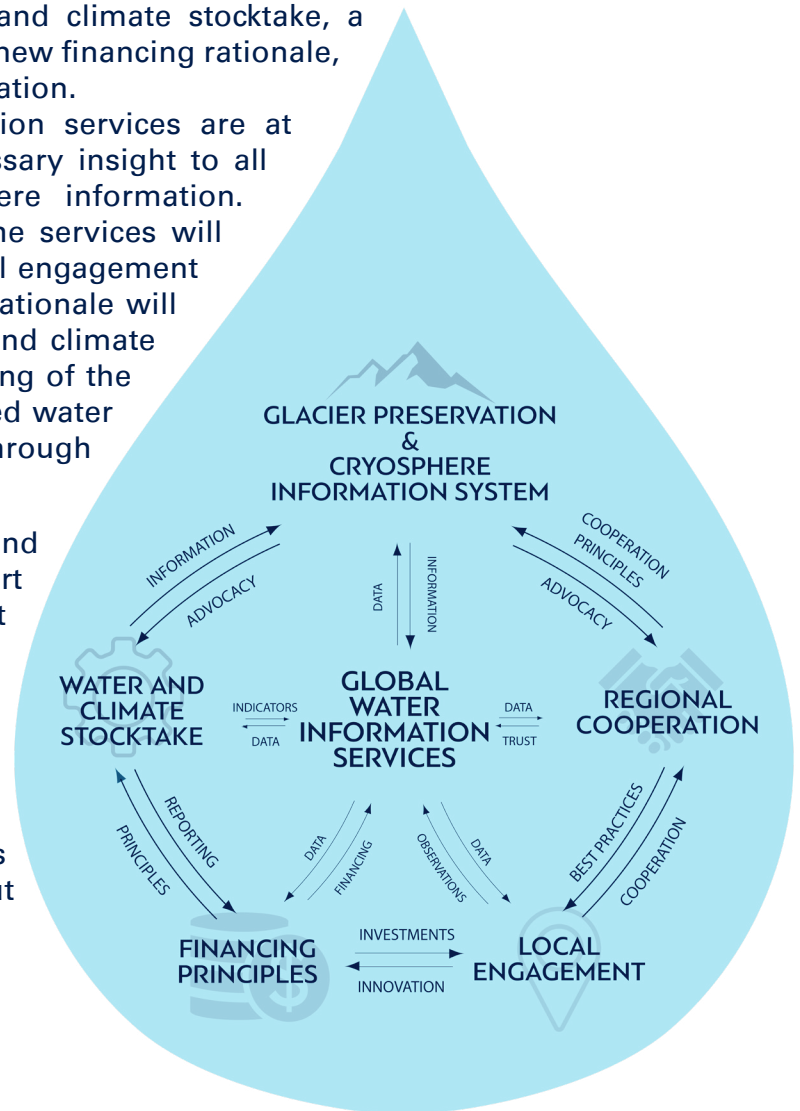 and climate stocktake, a
new financing rationale,
ation.
ion services are at
ssary insight to all
ere information.
he services will
l engagement
ationale will
nd climate
ng of the
ed water
hrough
nd
rt
t
s
ut
GLACIER PRESERVATION
&
CRYOSPHERE
INFORMATION SYSTEM
INFORMATION
ADVOCACY
DATA
INFORMATION
COOPERATION
PRINCIPLES
ADVOCACY
WATER AND
CLIMATE
STOCKTAKE
INDICATORS
DATA
GLOBAL
WATER
INFORMATION
SERVICES
DATA
TRUST
REGIONAL
COOPERATION
REPORTING
PRINCIPLES
DATA
FINANCING
OBSERVATIONS
DATA
BEST PRACTICES
COOPERATION
FINANCING
PRINCIPLES
INVESTMENTS
INNOVATION
LOCAL
ENGAGEMENT